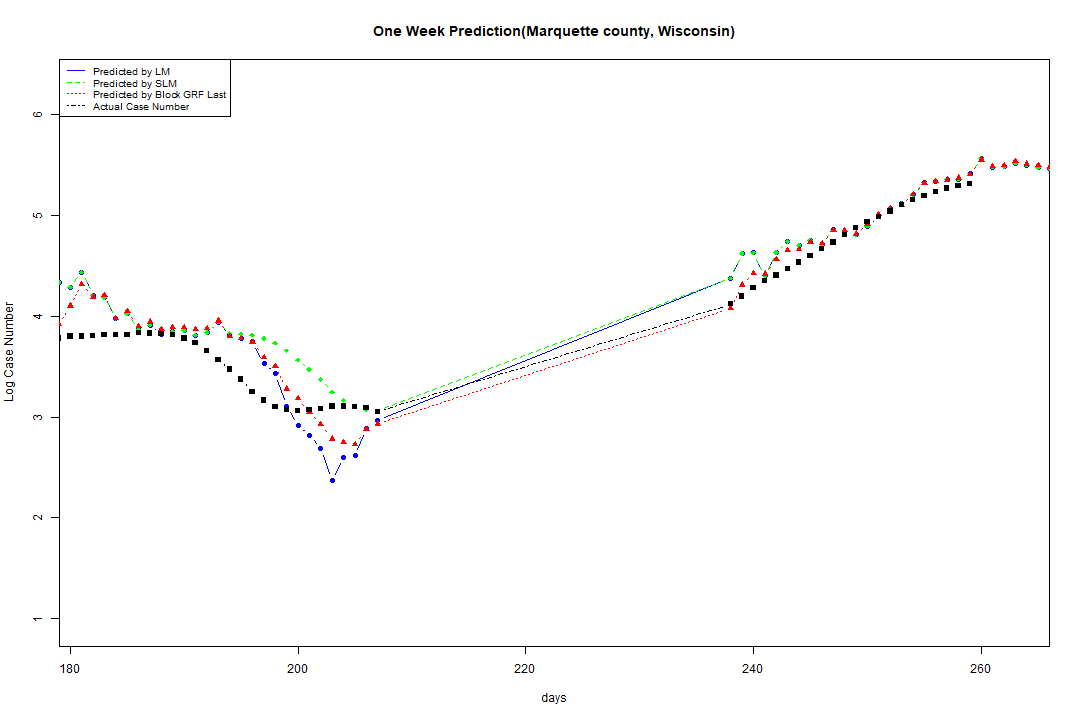 One Week Prediction(Marquette county, Wisconsin)
Predicted by LM
Predicted by SLM
Predicted by Block GRF Last
Actual Case Number
6
5
4
3
2
1
Log Case Number
180 200 220 240 260
days